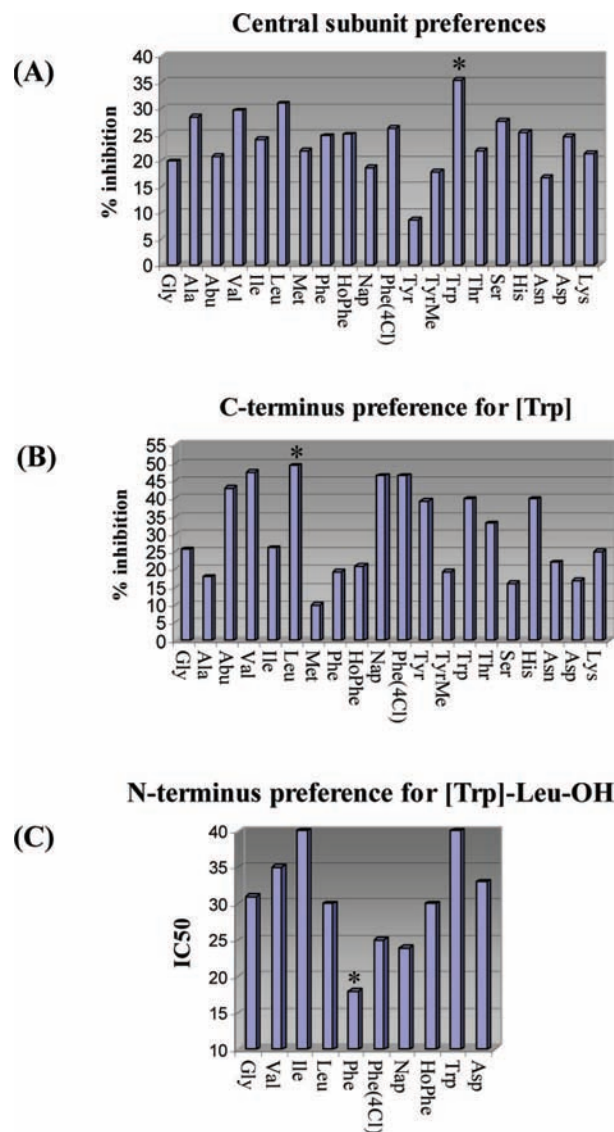 Central subunit preferences
(A)
*
40
35
30
25
20
15
10
5
0
% inhibition
Gly Ala Abu Val Ile Leu Met Phe HoPhe Nap Phe(4Cl) Tyr TyrMe Trp Thr Ser His Asn Asp Lys
C-terminus preference for [Trp]
(B)
*
55
50
45
40
35
30
25
20
15
10
5
0
% inhibition
Gly Ala Abu Val Ile Leu Met Phe HoPhe Nap Phe(4Cl) Tyr TyrMe Trp Thr Ser His Asn Asp Lys
N-terminus preference for [Trp]-Leu-OH
(C)
*
40
35
30
25
20
15
10
IC50
Gly Val Ile Leu Phe Phe(4Cl) Nap HoPhe Trp Asp